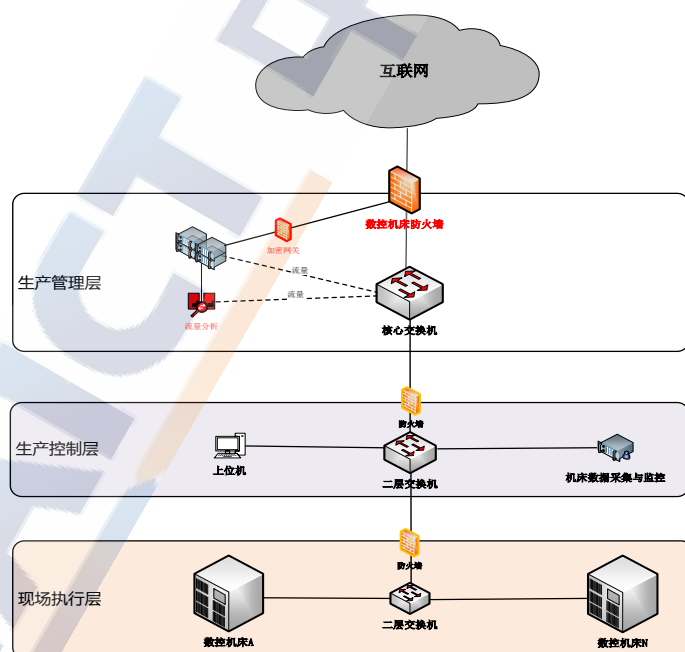 互联网
数控机床防火墙
加密网关
生产管理层
流量
流量
流量分析
核心交换机
防火墙
生产控制层
上位机
二层交换机
机床数据采集与监控
防火墙
现场执行层
数控机床A
二层交换机
数控机床N